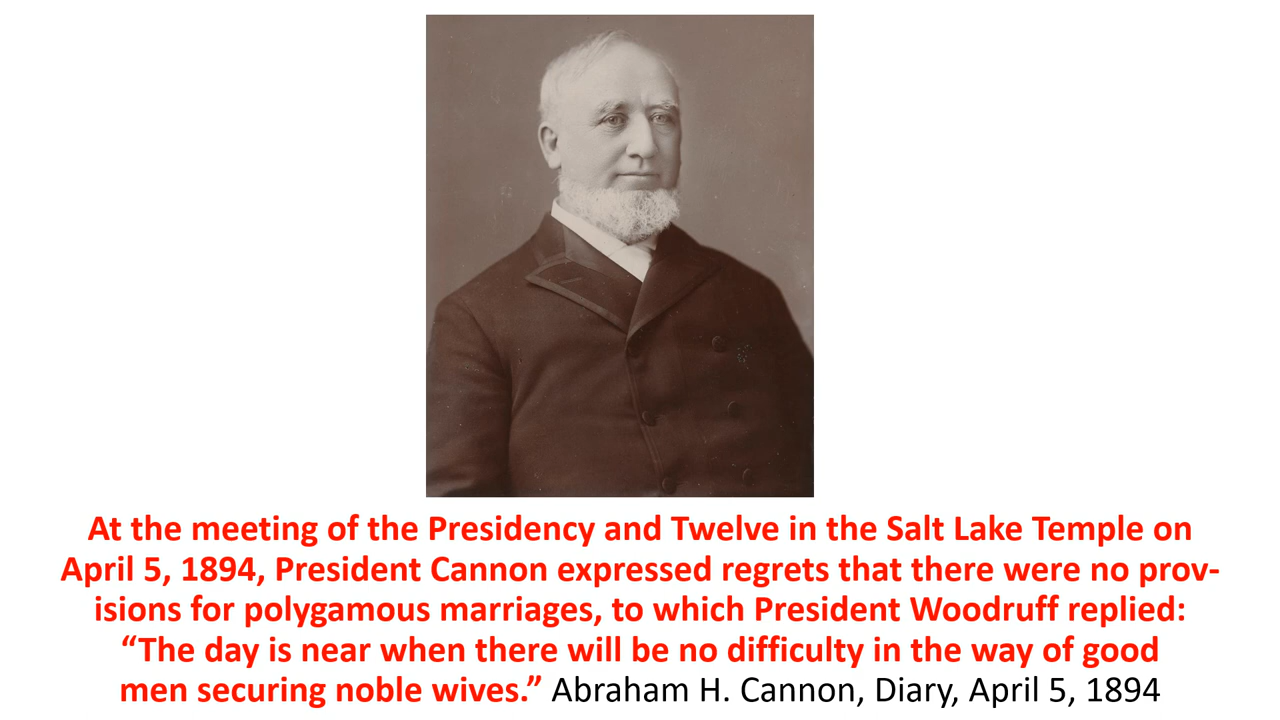 At the meeting of the Presidency and Twelve in the Salt Lake Temple on
April 5, 1894, President Cannon expressed regrets that there were no prov-
isions for polygamous marriages, to which President Woodruff replied:
“The day is near when there will be no difficulty in the way of good
men securing noble wives.” Abraham H. Cannon, Diary, April 5, 1894